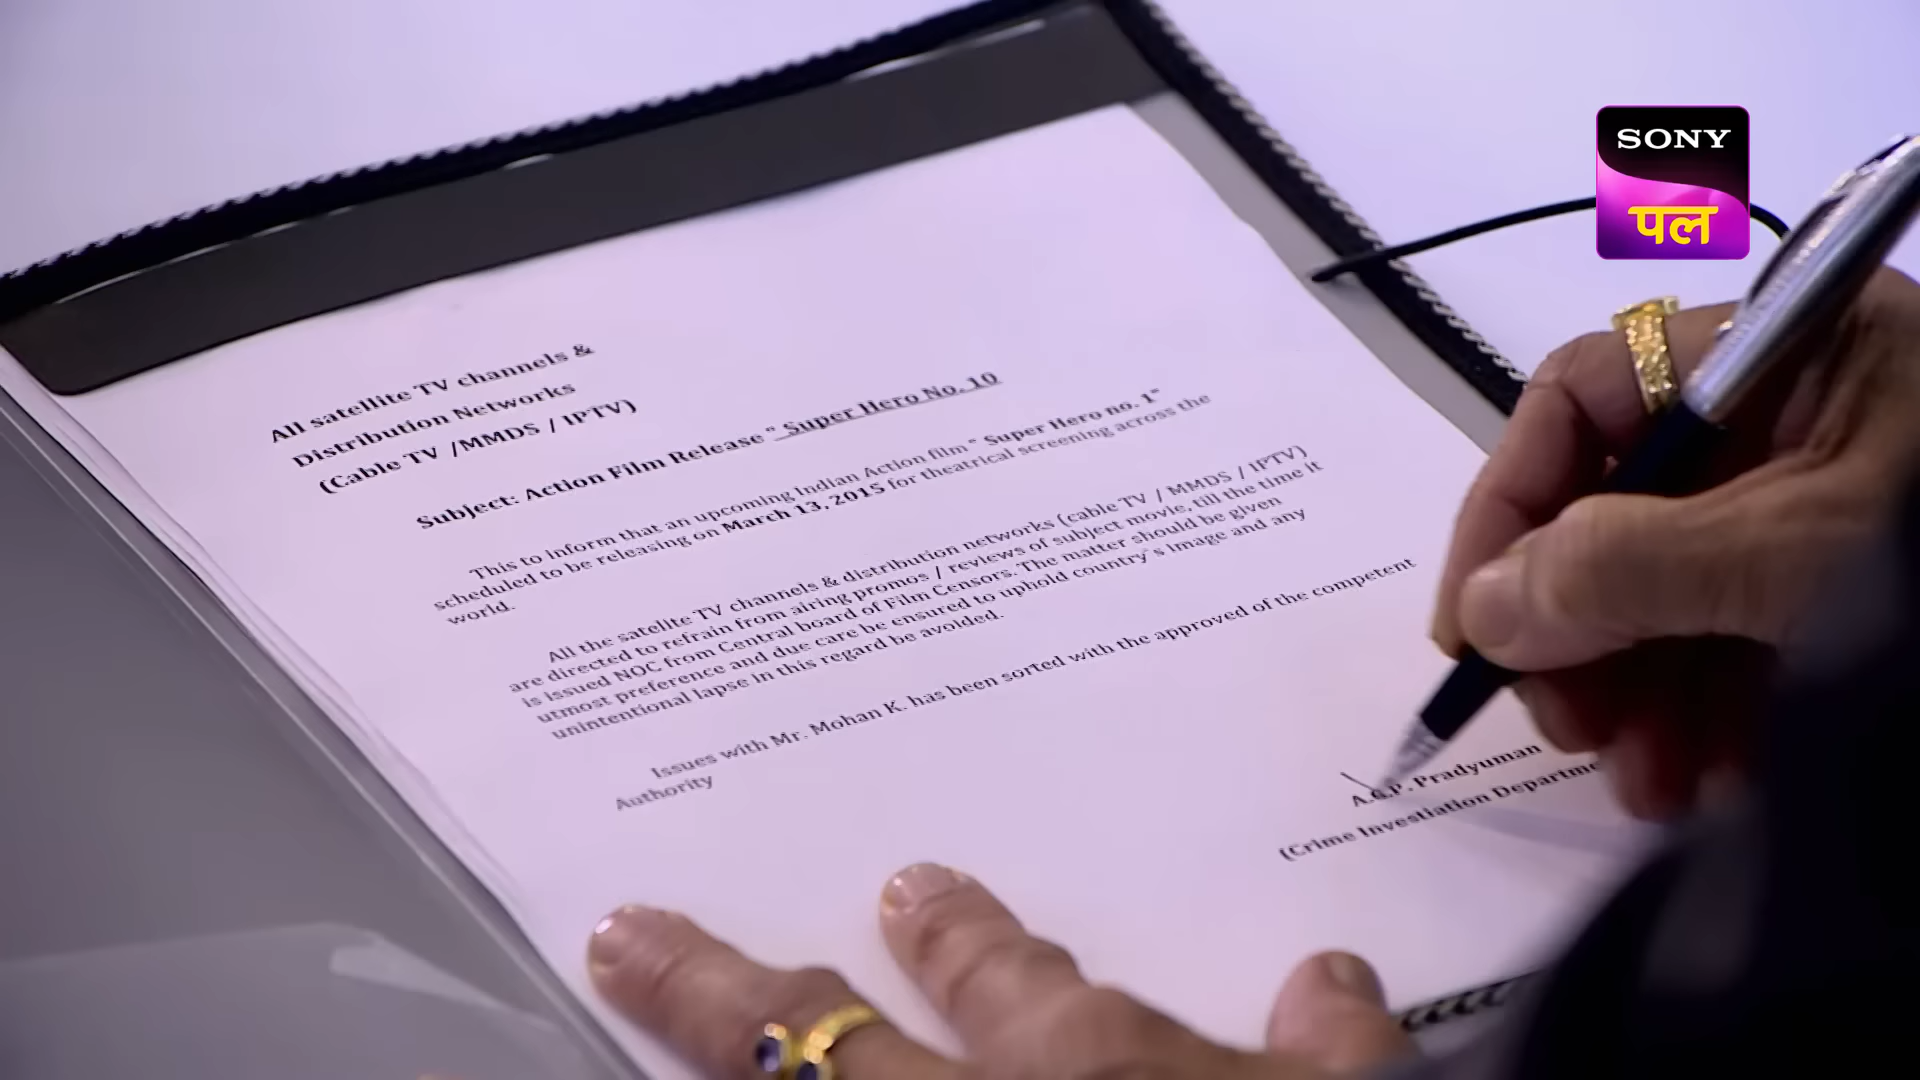 SONY
पल
All satellite TV channels &
Distribution Networks
(Cable TV /MMDS / IPTV)
Subject: Action Film Release " Super Hero No. 10
This to inform that an upcoming Indian Action film " Super Hero no. 1"
scheduled to be releasing on March 13, 2015 for theatrical screening across the
world.
All the satelite TV channels & distribution networks (cable TV / MMDS / IPTV)
are directed to refrain from airing promos / reviews of subject movie, till the time it
is issued NOC from Central board of Film Censors. The matter should be given
utmost preference and due care be ensured to uphold country's image and any
unintentional lapse in this regard be avoided.
Issues with Mr. Mohan K. has been sorted with the approved of the competent
Authority
A.C.P. Pradyuman
(Crime Investiation Departme